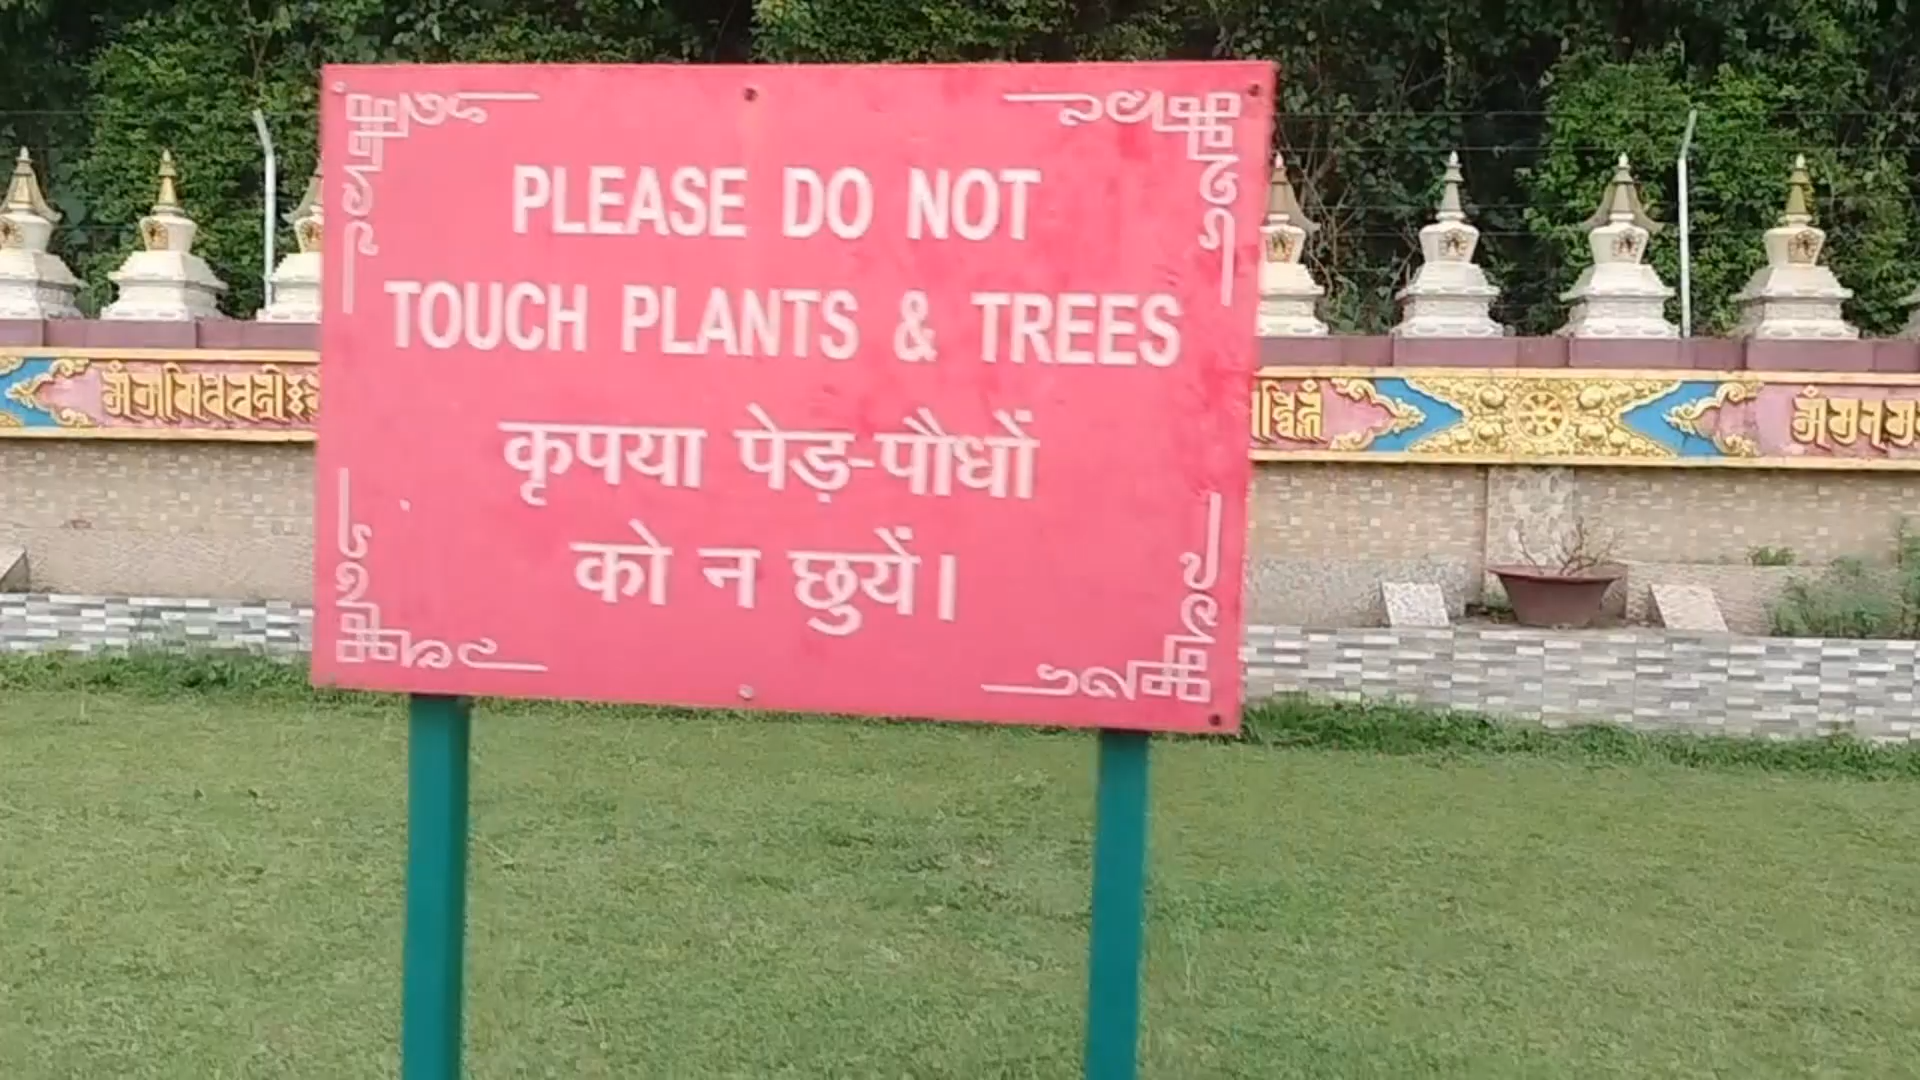 PLEASE DO NOT
TOUCH PLANTS & TREES
कृपया पेड़-पौधों
को न छुयें।